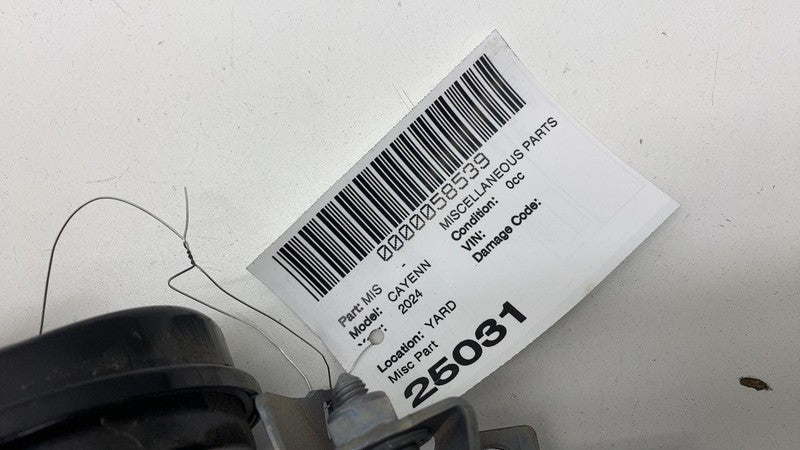 0000058539
Part: MIS - MISCELLANEOUS PARTS
Model: CAYENN Condition: 0cc
2024 VIN:
Damage Code:
Location: YARD
Misc Part
25031